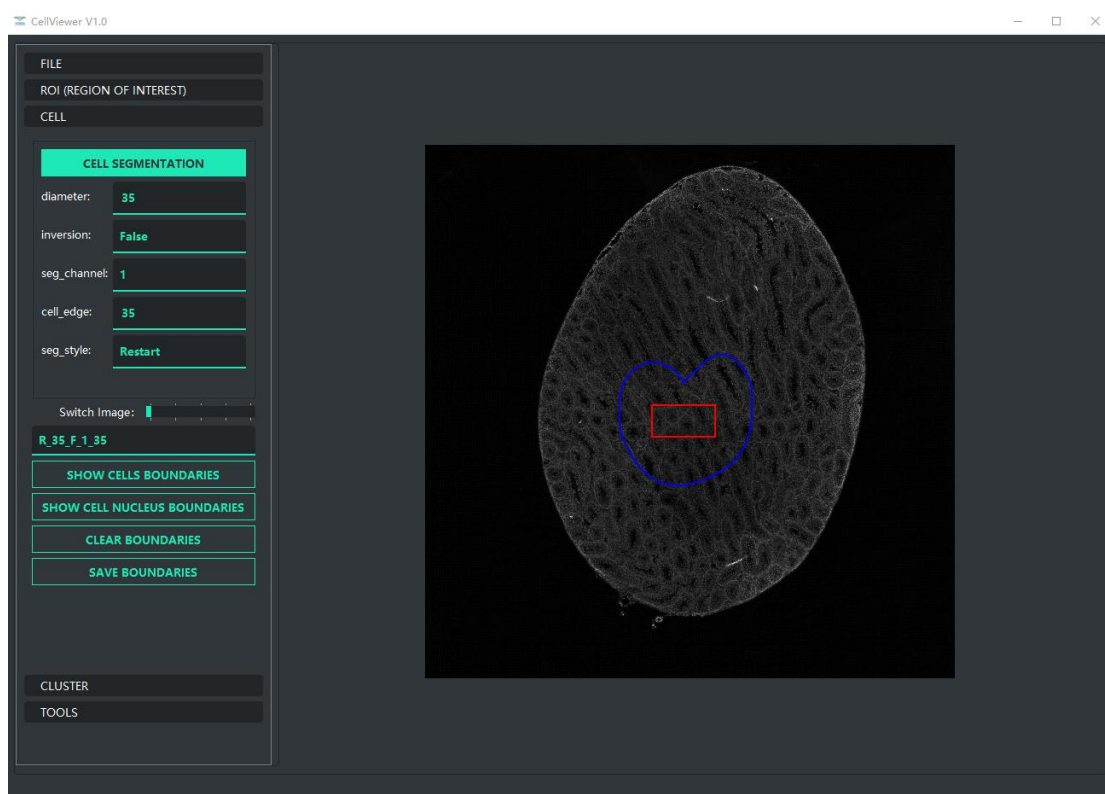 CellViewer V1.0
FILE
ROI (REGION OF INTEREST)
CELL
CELL SEGMENTATION
diameter: 35
inversion: False
seg_channel: 1
cell_edge: 35
seg_style: Restart
Switch Image:
R_35_F_1_35
SHOW CELLS BOUNDARIES
SHOW CELL NUCLEUS BOUNDARIES
CLEAR BOUNDARIES
SAVE BOUNDARIES
CLUSTER
TOOLS